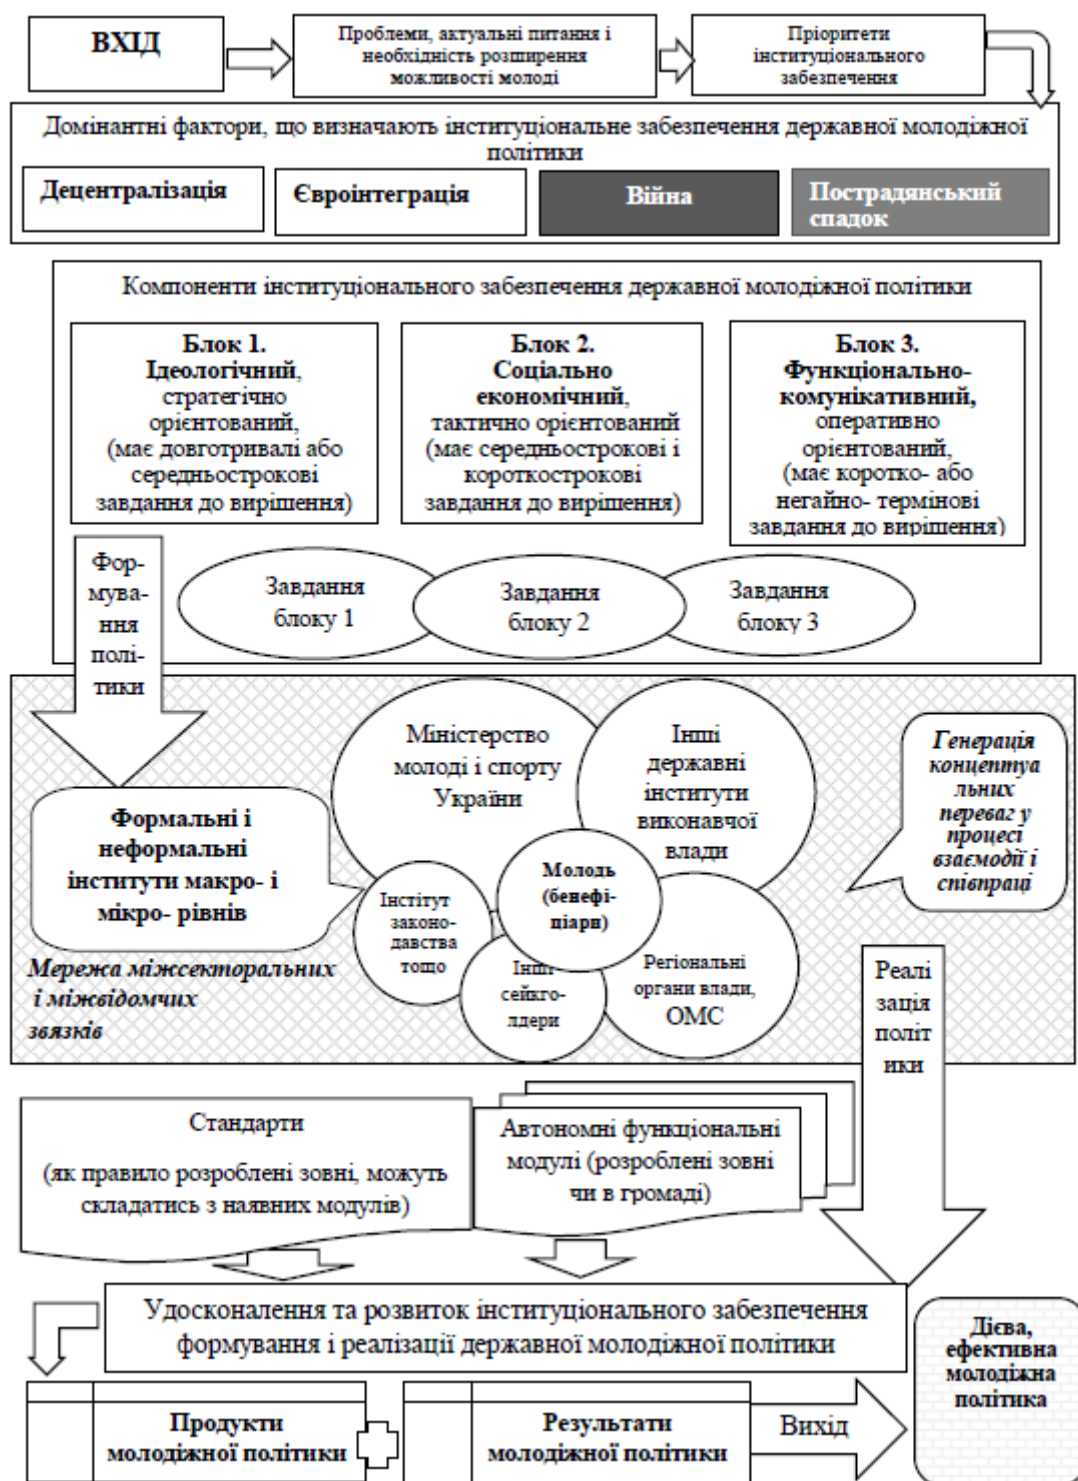 ВХІД
Проблеми, актуальні питання і
необхідність розширення
можливості молоді
Пріоритети
інституціонального
забезпечення
Домінантні фактори, що визначають інституціональне забезпечення державної молодіжної
політики
Децентралізація
Євроінтеграція
Війна
Пострадянський
спадок
Компоненти інституціонального забезпечення державної молодіжної політики
Блок 1.
Ідеологічний,
стратегічно
орієнтований,
(має довготривалі або
середньострокові
завдання до вирішення)
Блок 2.
Соціально
економічний,
тактично орієнтований
(має середньострокові і
короткострокові
завдання до вирішення)
Блок 3.
Функціонально-
комунікативний,
оперативно
орієнтований,
(має коротко- або
негайно- термінові
завдання до вирішення)
Фор-
мува-
ння
полі-
тики
Завдання
блоку 1
Завдання
блоку 2
Завдання
блоку 3
Міністерство
молоді і спорту
України
Інші
державні
інститути
виконавчої
влади
Генерація
концептуа
льних
переваг у
процесі
взаємодії і
співпраці
Формальні і
неформальні
інститути макро- і
мікро- рівнів
Молодь
(бенефі-
ціари)
Інститут
законо-
давства
тощо
Інші
сейкго-
лдери
Регіональні
органи влади,
ОМС
Мережа міжсекторальних
і міжвідомчих
звязків
Реалі
зація
політ
ики
Стандарти
(як правило розроблені зовні, можуть
складатись з наявних модулів)
Автономні функціональні
модулі (розроблені зовні
чи в громаді)
Удосконалення та розвиток інституціонального забезпечення
формування і реалізації державної молодіжної політики
Дієва,
ефективна
молодіжна
політика
Продукти
молодіжної політики
Результати
молодіжної політики
Вихід